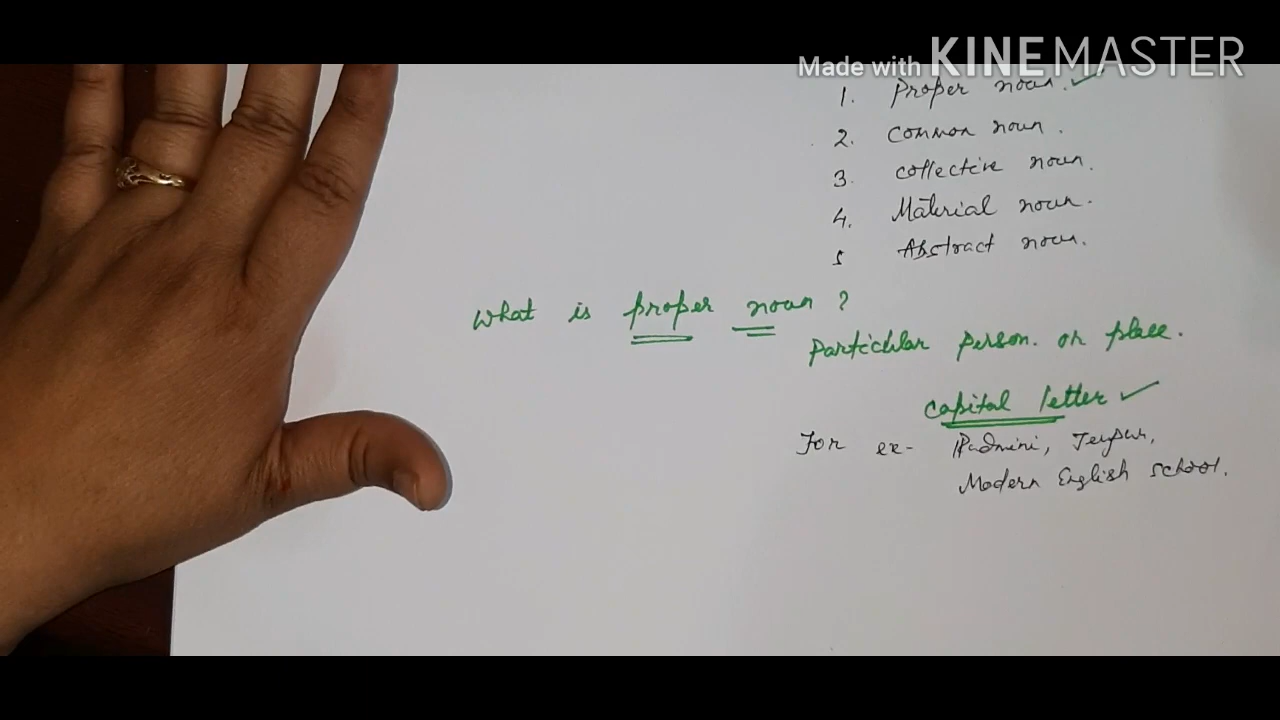 Made with KINEMASTER
1. Proper noun.
2. Common noun.
3. collective noun.
4. Material noun.
5 Abstract noun.
What is proper noun ?
Particular person. or place.
capital letter
For ex- Padmini, Tezpur,
Modern English school.